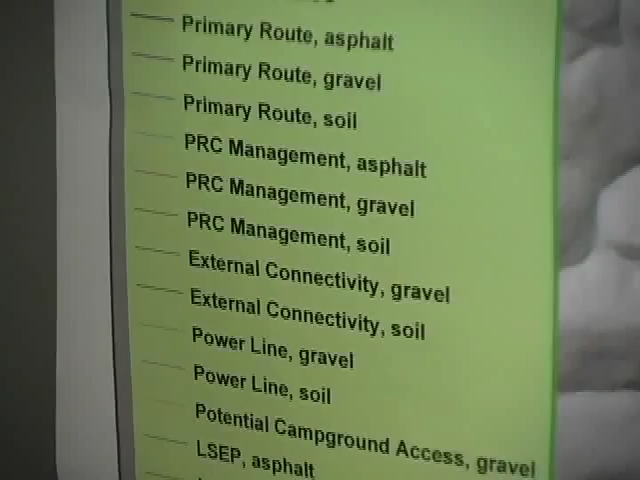 Primary Route, asphalt
Primary Route, gravel
Primary Route, soil
PRC Management, asphalt
PRC Management, gravel
PRC Management, soil
External Connectivity, gravel
External Connectivity, soil
Power Line, gravel
Power Line, soil
Potential Campground Access, gravel
LSEP, asphalt